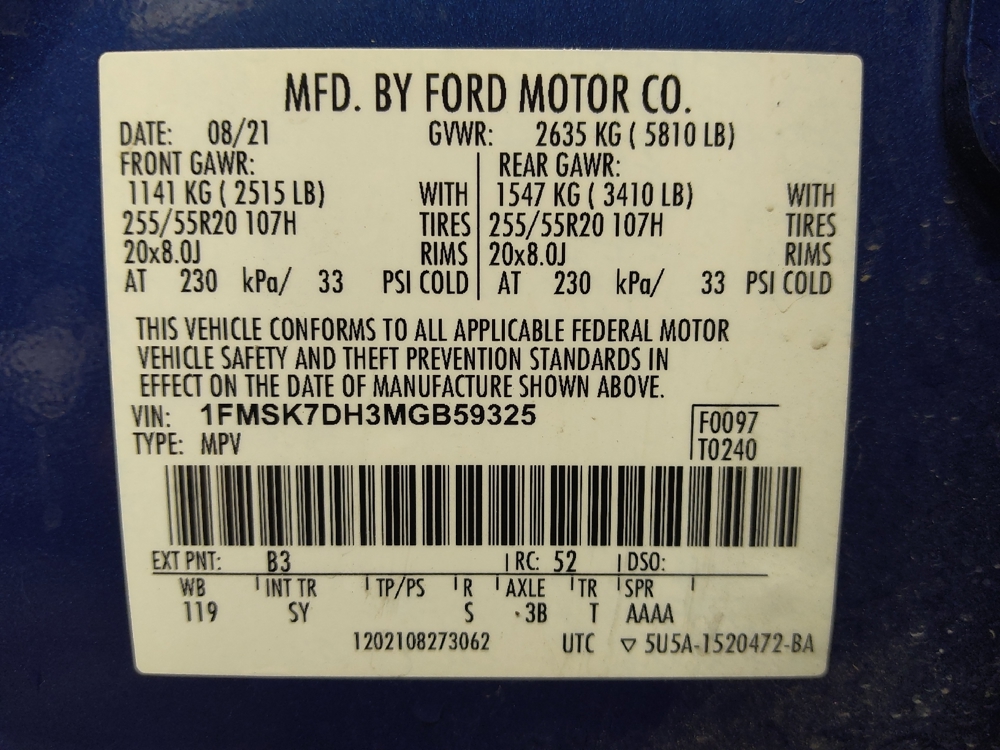 MFD. BY FORD MOTOR CO.
DATE: 08/21 GVWR: 2635 KG ( 5810 LB)
FRONT GAWR: REAR GAWR:
1141 KG ( 2515 LB) WITH 1547 KG ( 3410 LB) WITH
255/55R20 107H TIRES 255/55R20 107H TIRES
20x8.0J RIMS 20x8.0J RIMS
AT 230 kPa/ 33 PSI COLD AT 230 kPa/ 33 PSI COLD
THIS VEHICLE CONFORMS TO ALL APPLICABLE FEDERAL MOTOR
VEHICLE SAFETY AND THEFT PREVENTION STANDARDS IN
EFFECT ON THE DATE OF MANUFACTURE SHOWN ABOVE.
VIN: 1FMSK7DH3MGB59325 F0097
TYPE: MPV T0240
EXT PNT: B3 RC: 52 DSO:
WB INT TR TP/PS R AXLE TR SPR
119 SY S 3B T AAAA
1202108273062 UTC ▽ 5U5A-1520472-BA